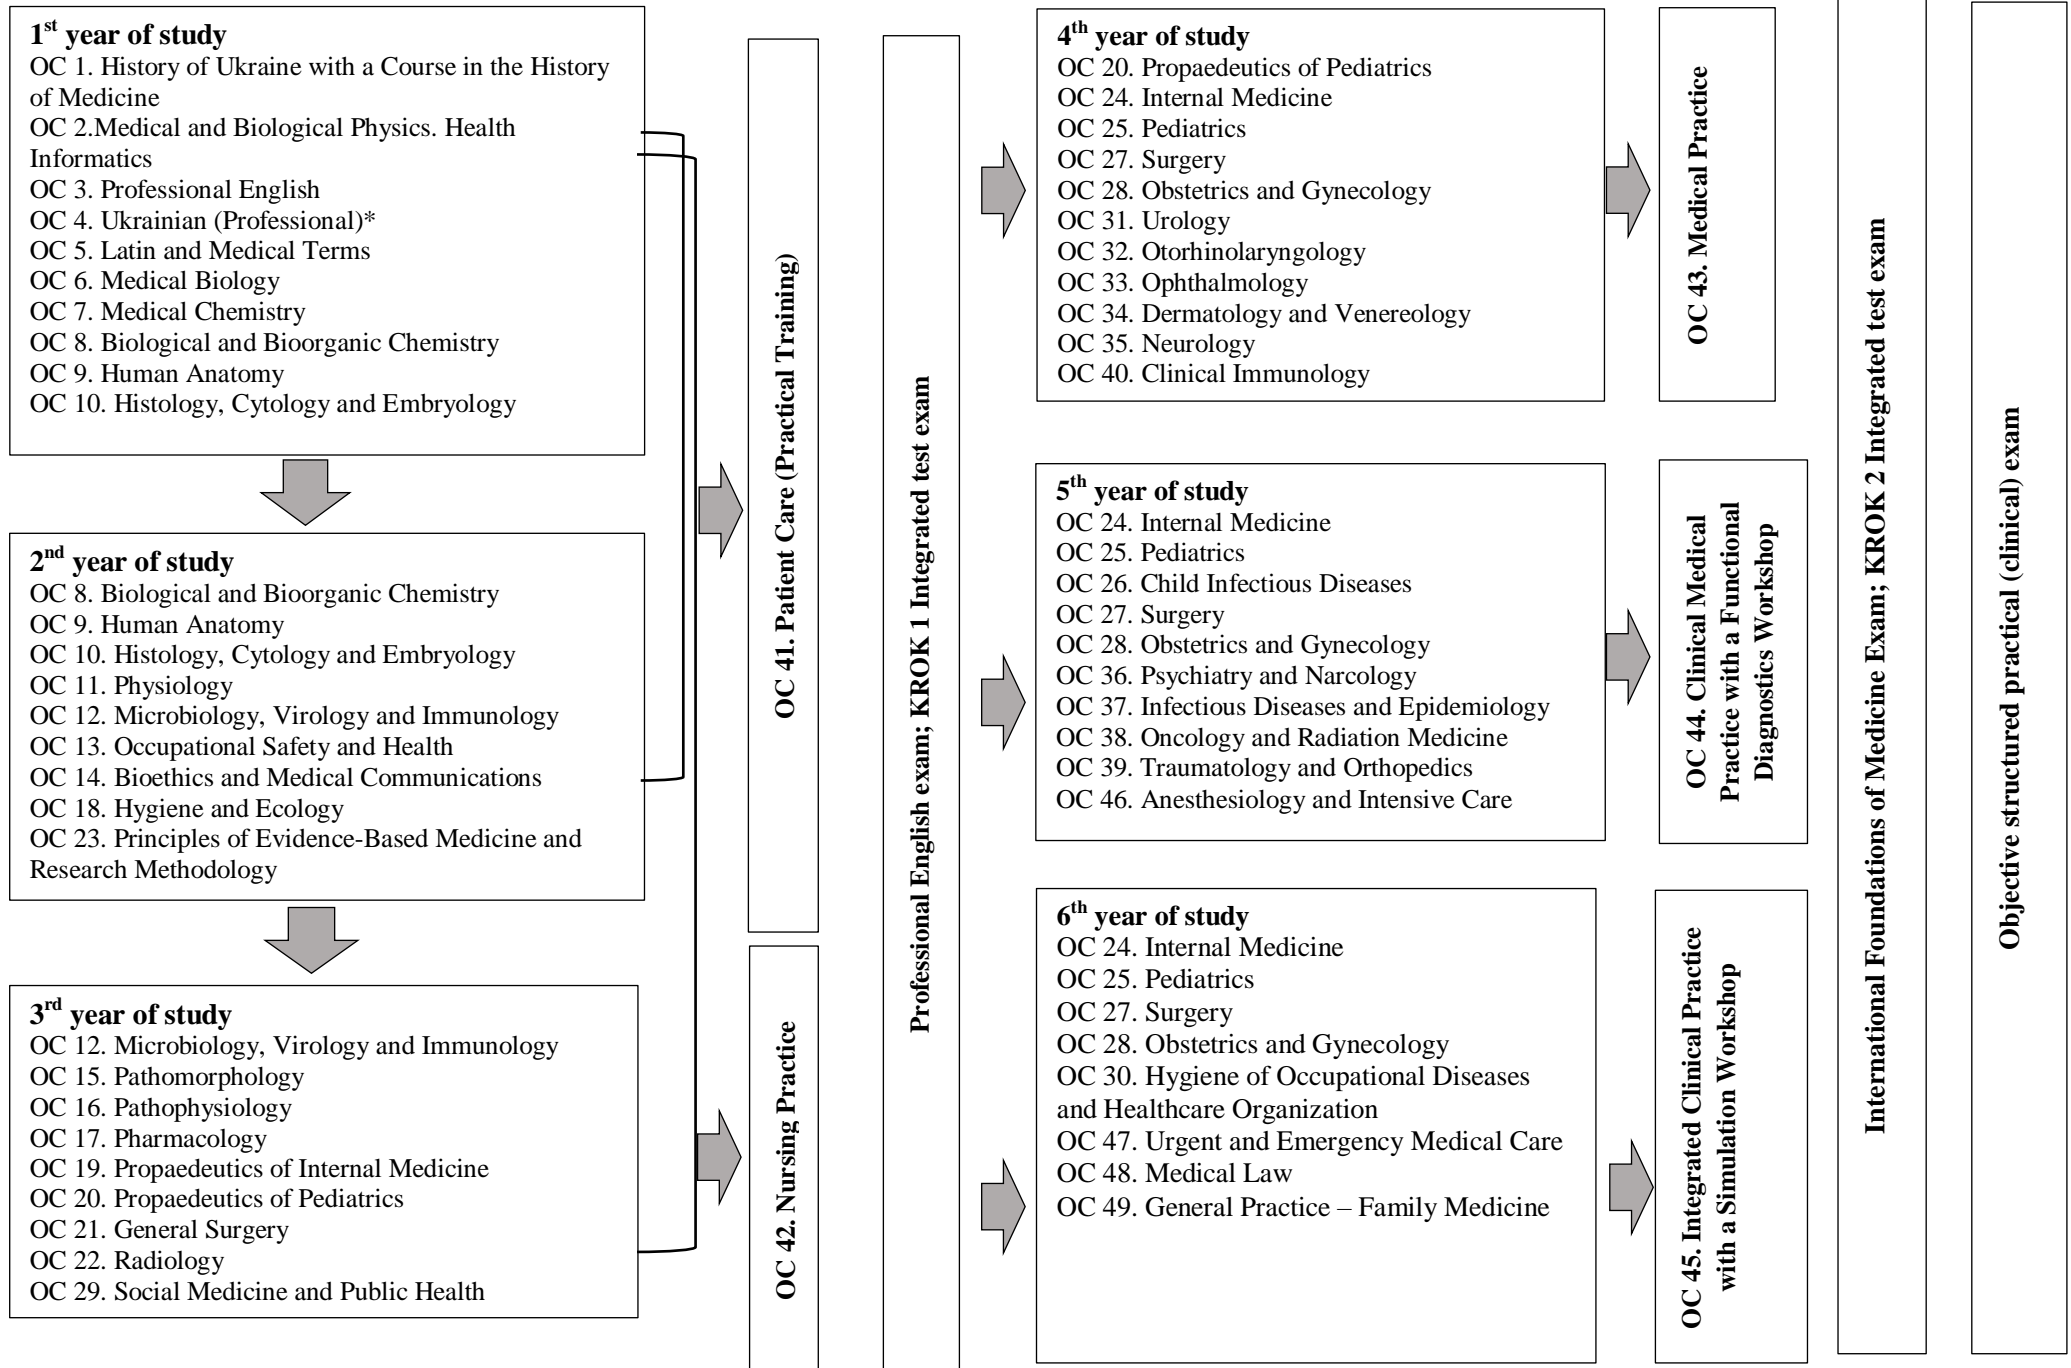 1st year of study
OC 1. History of Ukraine with a Course in the History
of Medicine
OC 2.Medical and Biological Physics. Health
Informatics
OC 3. Professional English
OC 4. Ukrainian (Professional)*
OC 5. Latin and Medical Terms
OC 6. Medical Biology
OC 7. Medical Chemistry
OC 8. Biological and Bioorganic Chemistry
OC 9. Human Anatomy
OC 10. Histology, Cytology and Embryology
2nd year of study
OC 8. Biological and Bioorganic Chemistry
OC 9. Human Anatomy
OC 10. Histology, Cytology and Embryology
OC 11. Physiology
OC 12. Microbiology, Virology and Immunology
OC 13. Occupational Safety and Health
OC 14. Bioethics and Medical Communications
OC 18. Hygiene and Ecology
OC 23. Principles of Evidence-Based Medicine and
Research Methodology
3rd year of study
OC 12. Microbiology, Virology and Immunology
OC 15. Pathomorphology
OC 16. Pathophysiology
OC 17. Pharmacology
OC 19. Propaedeutics of Internal Medicine
OC 20. Propaedeutics of Pediatrics
OC 21. General Surgery
OC 22. Radiology
OC 29. Social Medicine and Public Health
OC 41. Patient Care (Practical Training)
OC 42. Nursing Practice
Professional English exam; KROK 1 Integrated test exam
4th year of study
OC 20. Propaedeutics of Pediatrics
OC 24. Internal Medicine
OC 25. Pediatrics
OC 27. Surgery
OC 28. Obstetrics and Gynecology
OC 31. Urology
OC 32. Otorhinolaryngology
OC 33. Ophthalmology
OC 34. Dermatology and Venereology
OC 35. Neurology
OC 40. Clinical Immunology
5th year of study
OC 24. Internal Medicine
OC 25. Pediatrics
OC 26. Child Infectious Diseases
OC 27. Surgery
OC 28. Obstetrics and Gynecology
OC 36. Psychiatry and Narcology
OC 37. Infectious Diseases and Epidemiology
OC 38. Oncology and Radiation Medicine
OC 39. Traumatology and Orthopedics
OC 46. Anesthesiology and Intensive Care
6th year of study
OC 24. Internal Medicine
OC 25. Pediatrics
OC 27. Surgery
OC 28. Obstetrics and Gynecology
OC 30. Hygiene of Occupational Diseases
and Healthcare Organization
OC 47. Urgent and Emergency Medical Care
OC 48. Medical Law
OC 49. General Practice – Family Medicine
OC 43. Medical Practice
OC 44. Clinical Medical
Practice with a Functional
Diagnostics Workshop
OC 45. Integrated Clinical Practice
with a Simulation Workshop
International Foundations of Medicine Exam; KROK 2 Integrated test exam
Objective structured practical (clinical) exam